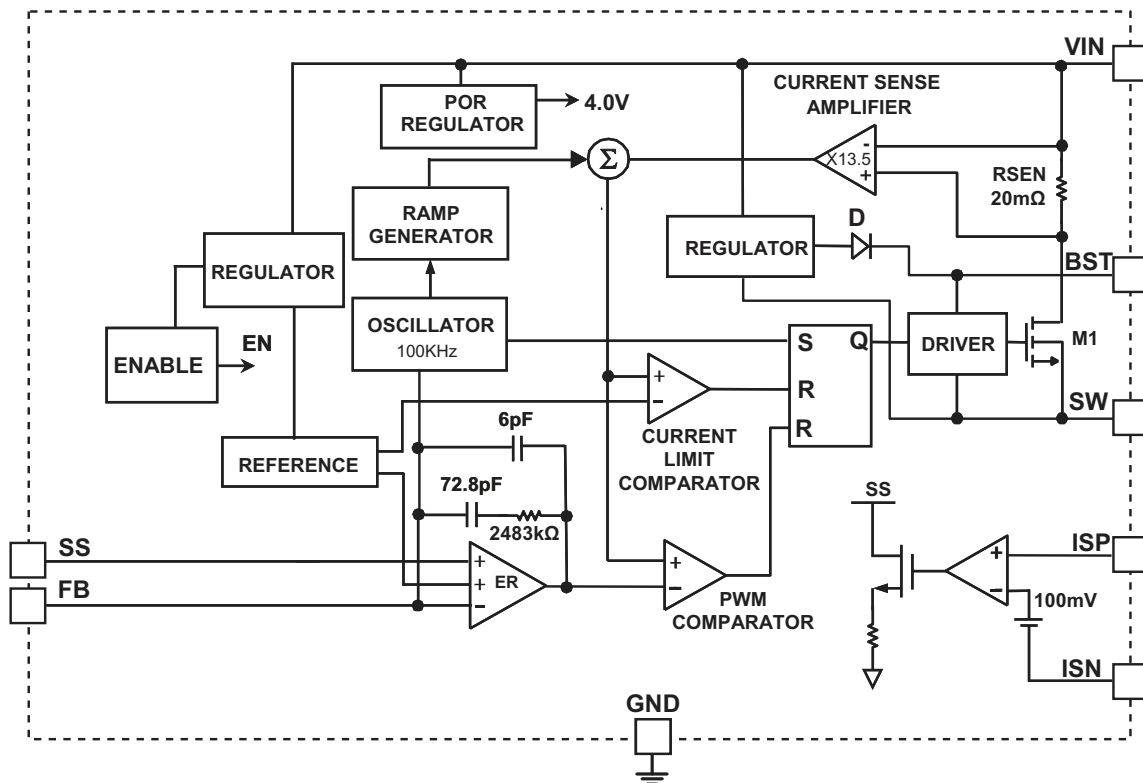 VIN
CURRENT SENSE
AMPLIFIER
POR
REGULATOR
4.0V
Σ
-
X13.5
+
RSEN
20mΩ
RAMP
GENERATOR
D
REGULATOR
REGULATOR
BST
OSCILLATOR
100KHz
EN
ENABLE
S
Q
DRIVER
M1
+
R
−
SW
6pF
CURRENT
LIMIT
COMPARATOR
R
REFERENCE
72.8pF
2483kΩ
SS
SS
+
ER
+
−
FB
+
−
PWM
COMPARATOR
ISP
+
−
100mV
ISN
GND